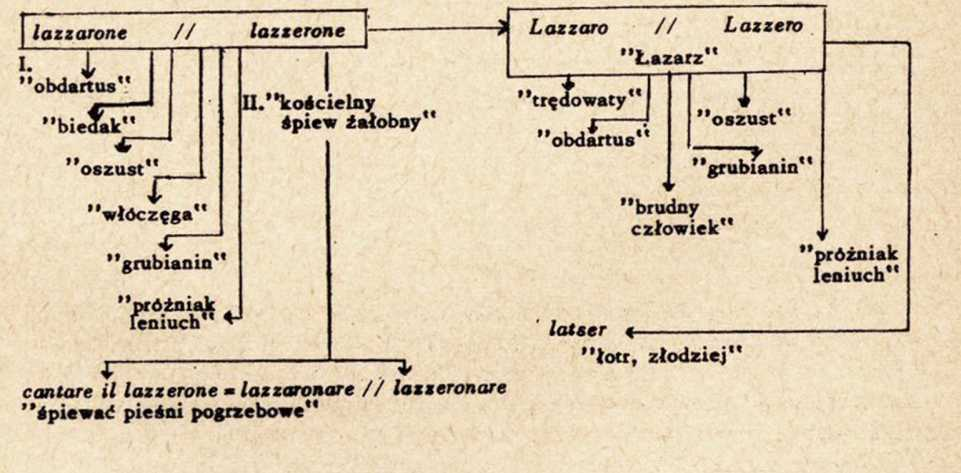 lazzarone // lazzerone
Lazzaro // Lazzero
"Łazarz"
I.
"obdartus"
"biedak"
"oszust"
"włóczęga"
"grubianin"
"próżniak
leniuch"
II. "kościelny
śpiew żałobny"
cantare il lazzerone = lazzaronare // lazzeronare
"śpiewać pieśni pogrzebowe"
"trędowaty"
"obdartus"
"brudny
człowiek"
"oszust"
"grubianin"
"próżniak
leniuch"
latser
"łotr, złodziej"